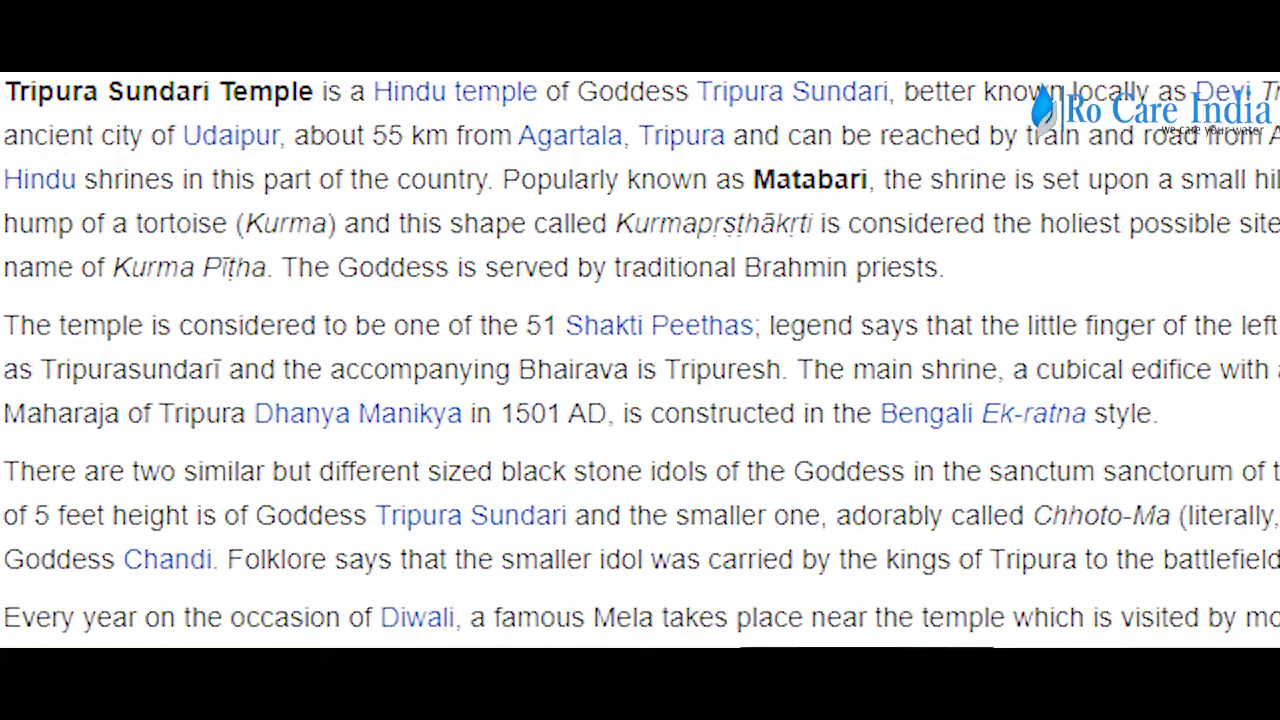 Tripura Sundari Temple is a Hindu temple of Goddess Tripura Sundari, better known locally as Devi
ancient city of Udaipur, about 55 km from Agartala, Tripura and can be reached by train and road from A
Hindu shrines in this part of the country. Popularly known as Matabari, the shrine is set upon a small hil
hump of a tortoise (Kurma) and this shape called Kurmapṛṣṭhākṛti is considered the holiest possible site
name of Kurma Pīṭha. The Goddess is served by traditional Brahmin priests.
The temple is considered to be one of the 51 Shakti Peethas; legend says that the little finger of the left
as Tripurasundarī and the accompanying Bhairava is Tripuresh. The main shrine, a cubical edifice with
Maharaja of Tripura Dhanya Manikya in 1501 AD, is constructed in the Bengali Ek-ratna style.
There are two similar but different sized black stone idols of the Goddess in the sanctum sanctorum of
of 5 feet height is of Goddess Tripura Sundari and the smaller one, adorably called Chhoto-Ma (literally,
Goddess Chandi. Folklore says that the smaller idol was carried by the kings of Tripura to the battlefield
Every year on the occasion of Diwali, a famous Mela takes place near the temple which is visited by
Ro Care India
we care your water